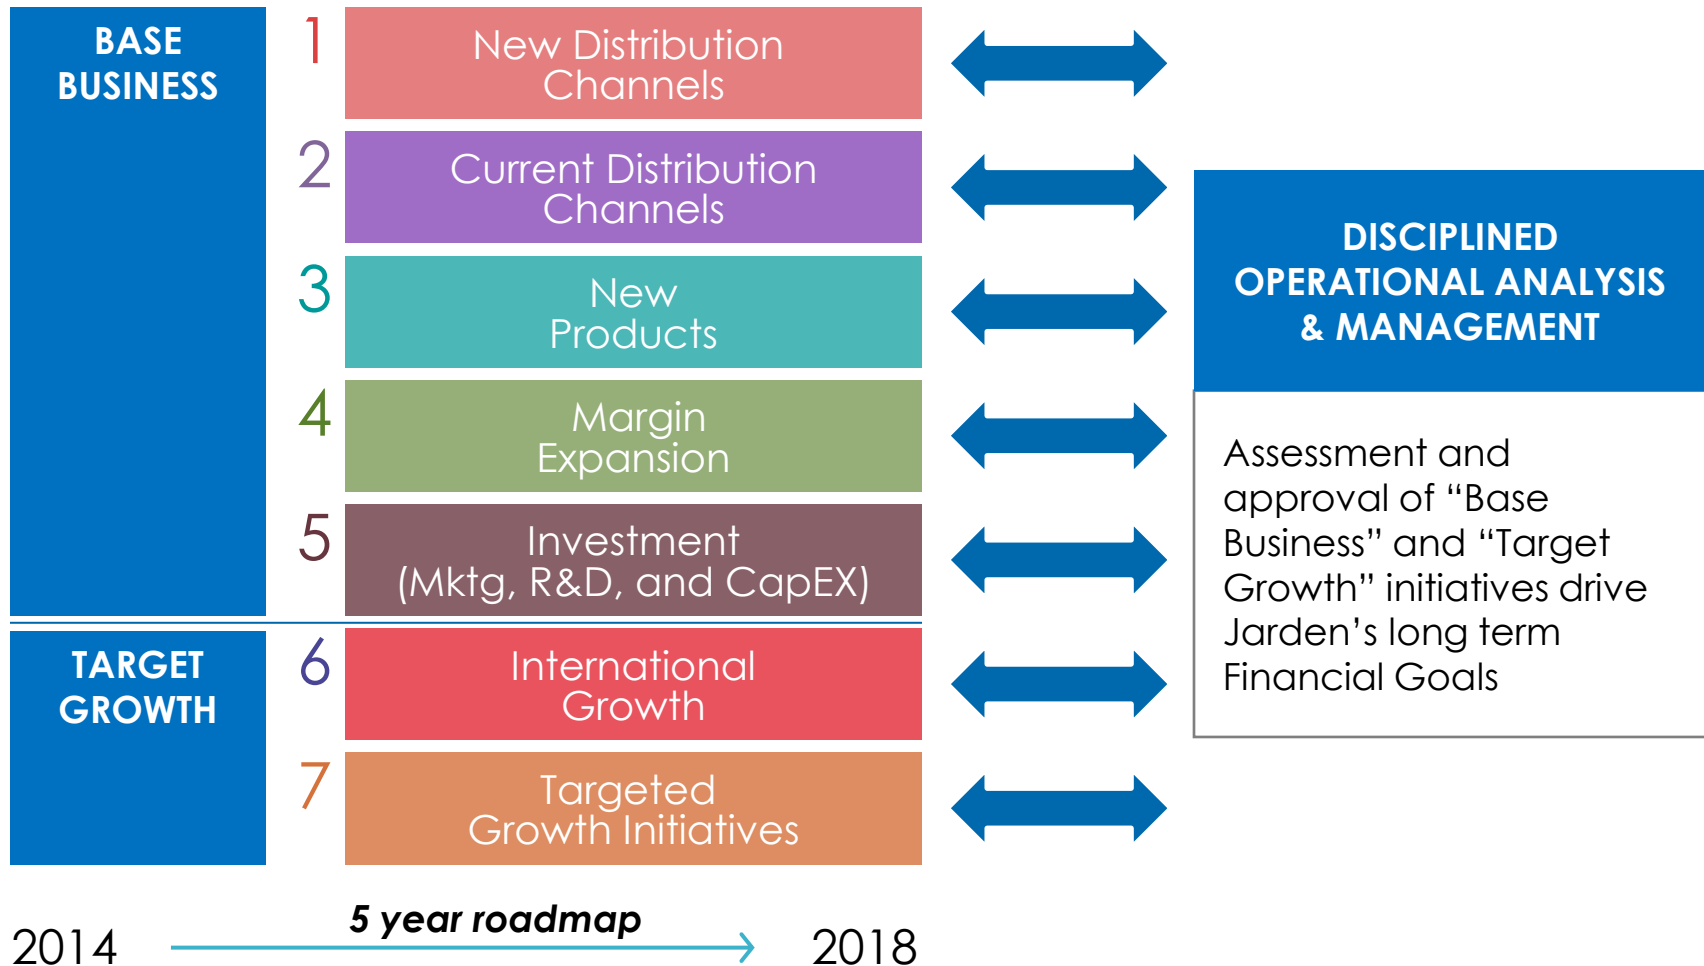 BASE
BUSINESS
1
New Distribution
Channels
2
Current Distribution
Channels
3
New
Products
4
Margin
Expansion
5
Investment
(Mktg, R&D, and CapEX)
TARGET
GROWTH
6
International
Growth
7
Targeted
Growth Initiatives
DISCIPLINED
OPERATIONAL ANALYSIS
& MANAGEMENT
Assessment and
approval of “Base
Business” and “Target
Growth” initiatives drive
Jarden’s long term
Financial Goals
5 year roadmap
2014
2018